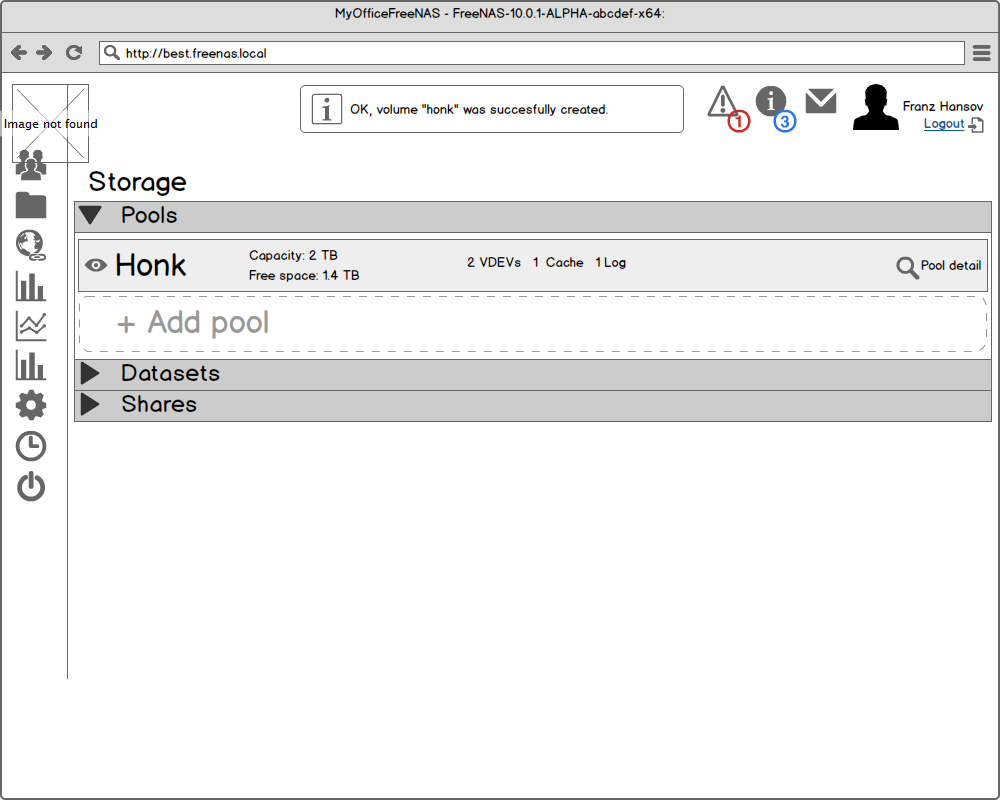 MyOfficeFreeNAS - FreeNAS-10.0.1-ALPHA-abcdef-x64:
http://best.freenas.local
Image not found
OK, volume "honk" was succesfully created.
1
3
Franz Hansov
Logout
Storage
Pools
Honk
Capacity: 2 TB
Free space: 1.4 TB
2 VDEVs 1 Cache 1 Log
Pool detail
+ Add pool
Datasets
Shares